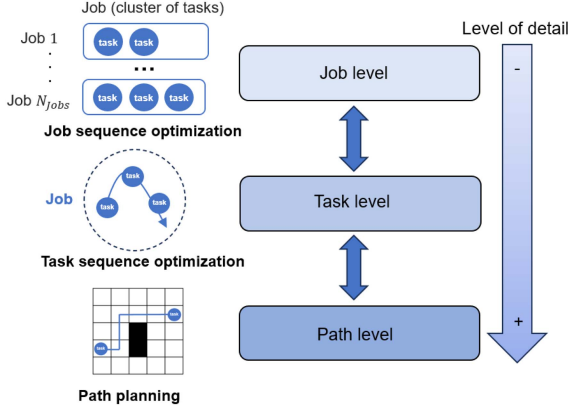 Job (cluster of tasks)
Job 1
task task
...
Job N_Jobs
task task task
Job sequence optimization
Job
task
task
task
Task sequence optimization
task
task
Path planning
Job level
Task level
Path level
Level of detail
-
+